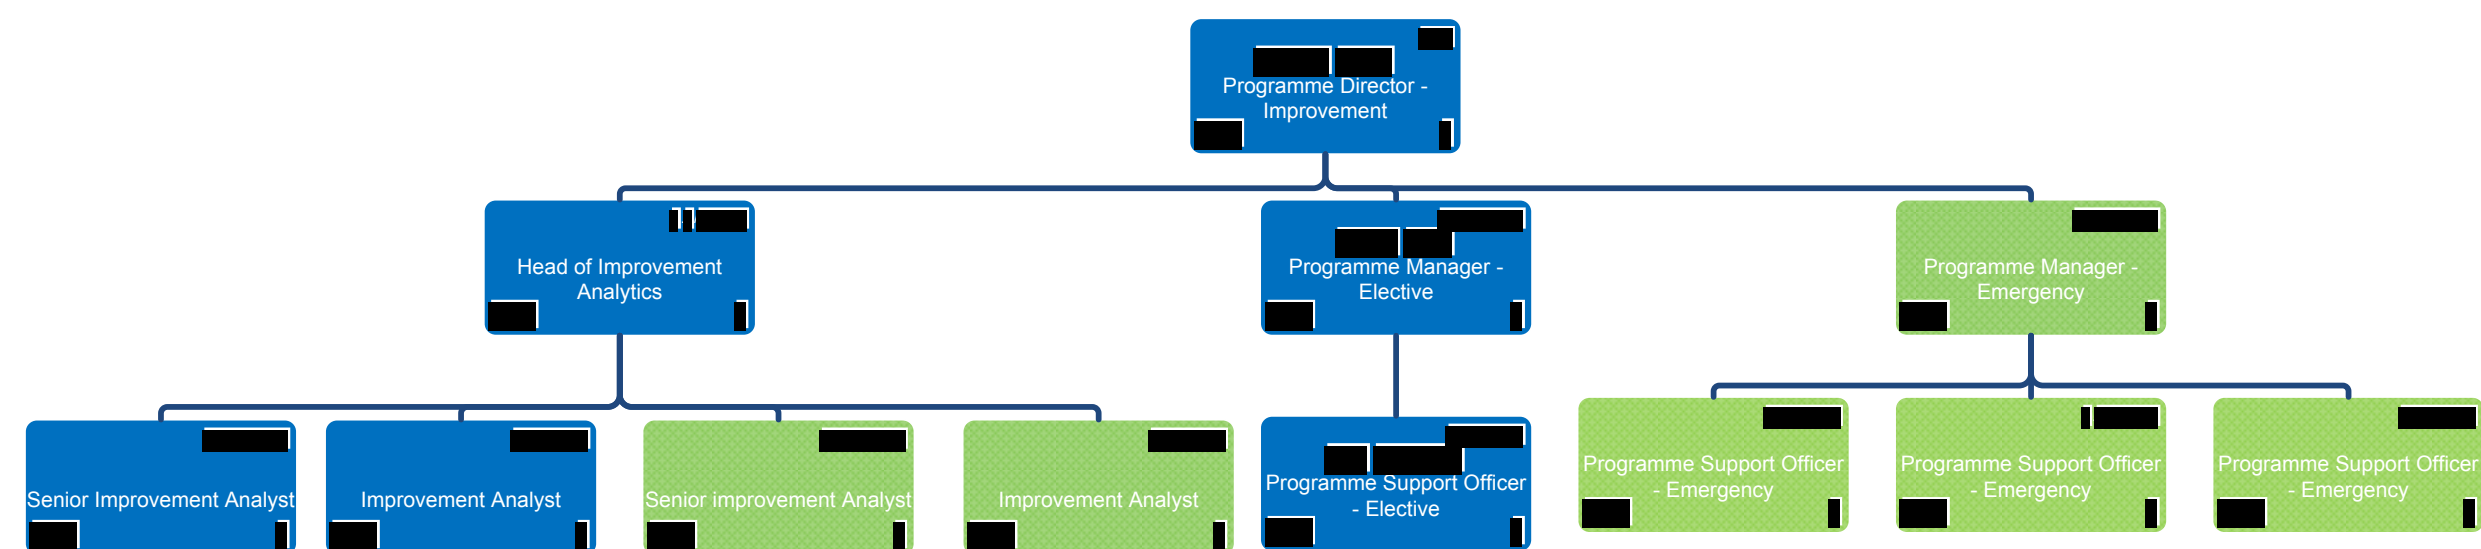 Programme Director -
Improvement
Head of Improvement
Analytics
Programme Manager -
Elective
Programme Manager -
Emergency
Senior Improvement Analyst
Improvement Analyst
Senior improvement Analyst
Improvement Analyst
Programme Support Officer
- Elective
Programme Support Officer
- Emergency
Programme Support Officer
- Emergency
Programme Support Officer
- Emergency